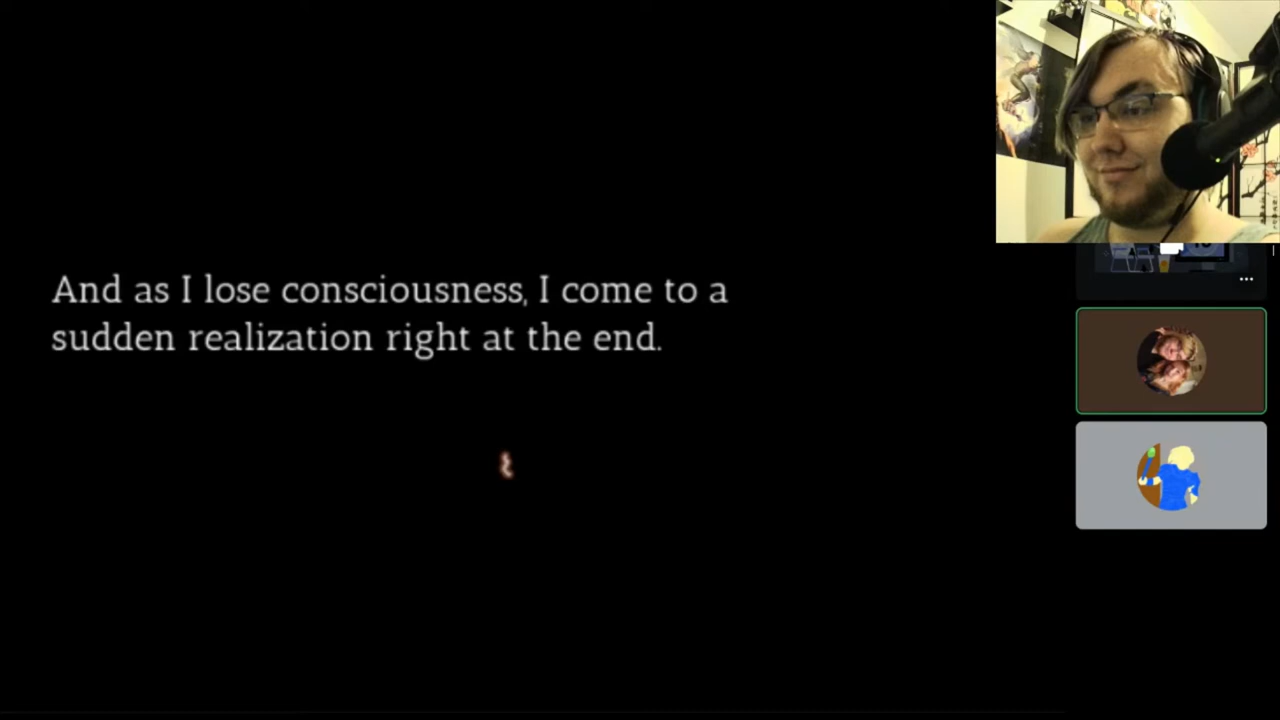 And as I lose consciousness, I come to a
sudden realization right at the end.